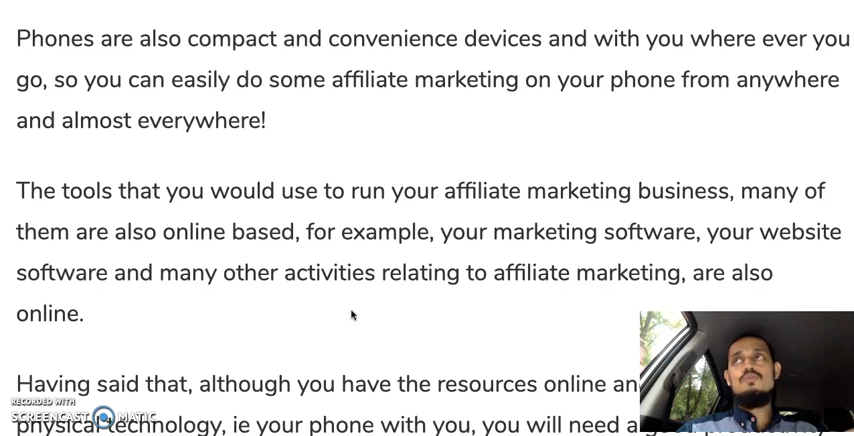 Phones are also compact and convenience devices and with you where ever you
go, so you can easily do some affiliate marketing on your phone from anywhere
and almost everywhere!
The tools that you would use to run your affiliate marketing business, many of
them are also online based, for example, your marketing software, your website
software and many other activities relating to affiliate marketing, are also
online.
Having said that, although you have the resources online an
RECORDED WITH
SCREENCAST MATIC
physical technology, ie your phone with you, you will need a